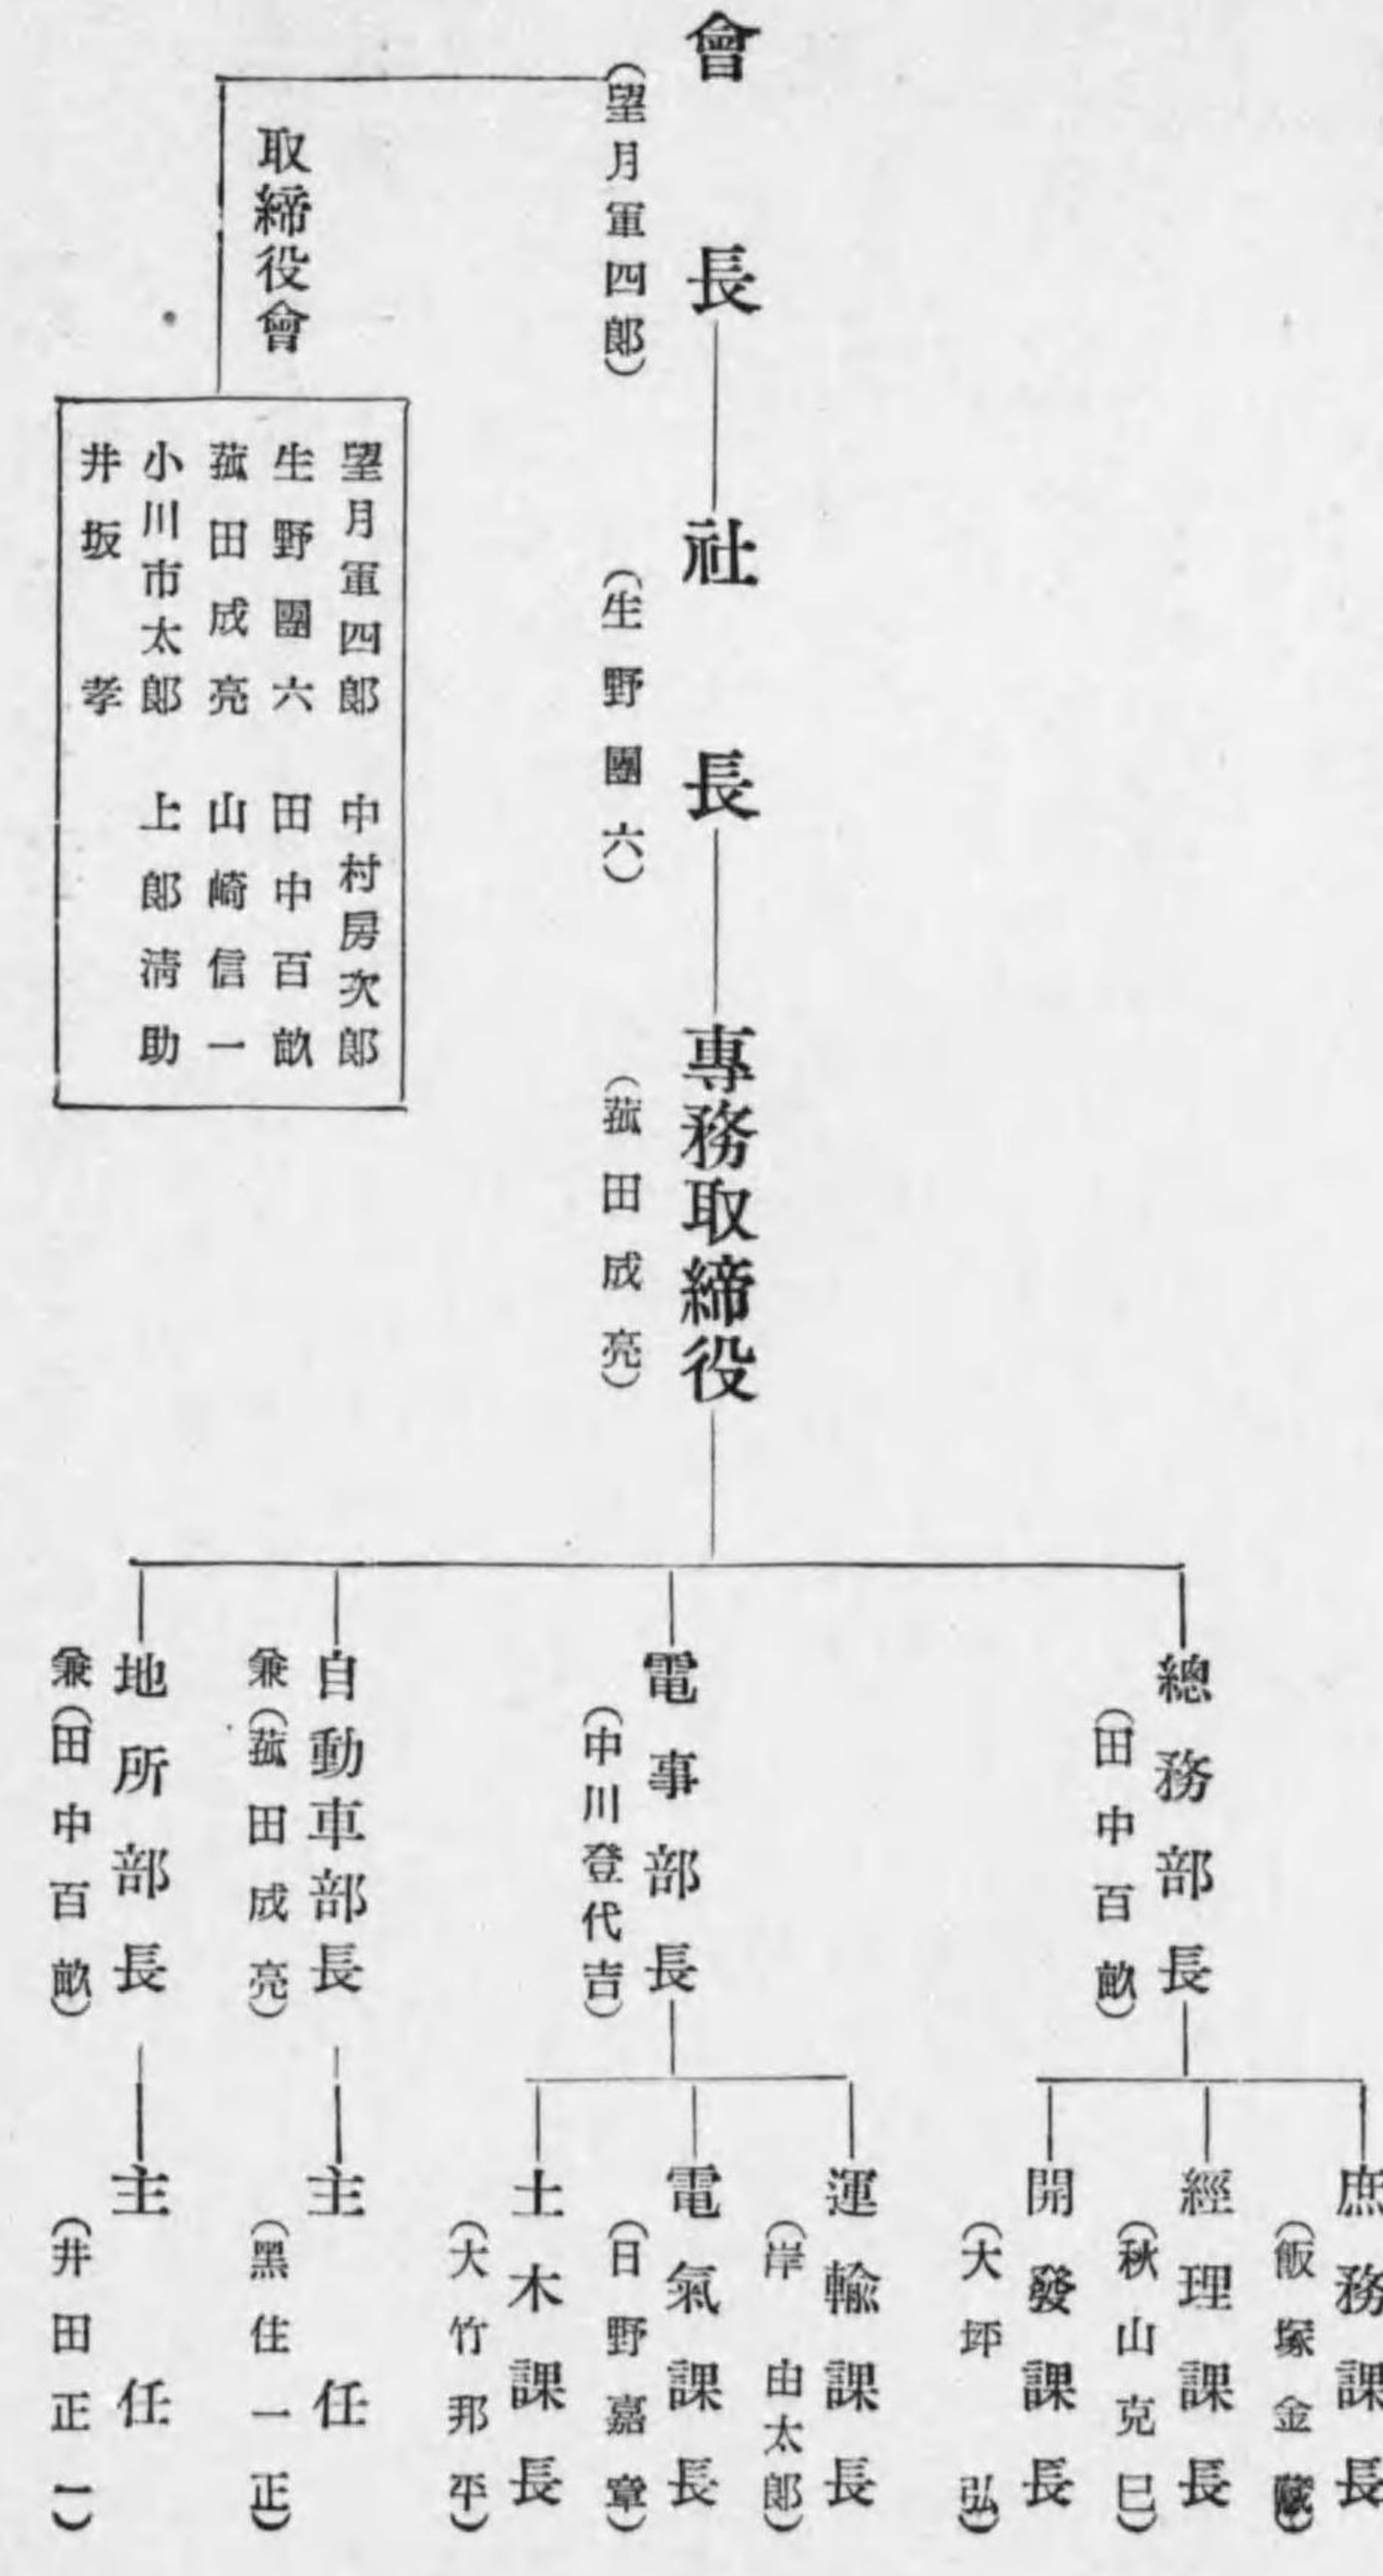 會長
(望月軍四郞)
取締役會
望月軍四郞 中村房次郞
生野團六 田中百畝
菰田成亮 山崎信一
小川市太郞 上郞淸助
井坂孝
社長
(生野團六)
專務取締役
(菰田成亮)
總務部長
(田中百畝)
庶務課長
(飯塚金藏)
經理課長
(秋山克巳)
開發課長
(大坪弘)
電事部長
(中川登代吉)
運輸課長
(岸由太郞)
電氣課長
(日野嘉章)
土木課長
(大竹邦平)
自動車部長
兼(菰田成亮)
主任
(黑住一正)
地所部長
兼(田中百畝)
主任
(井田正一)